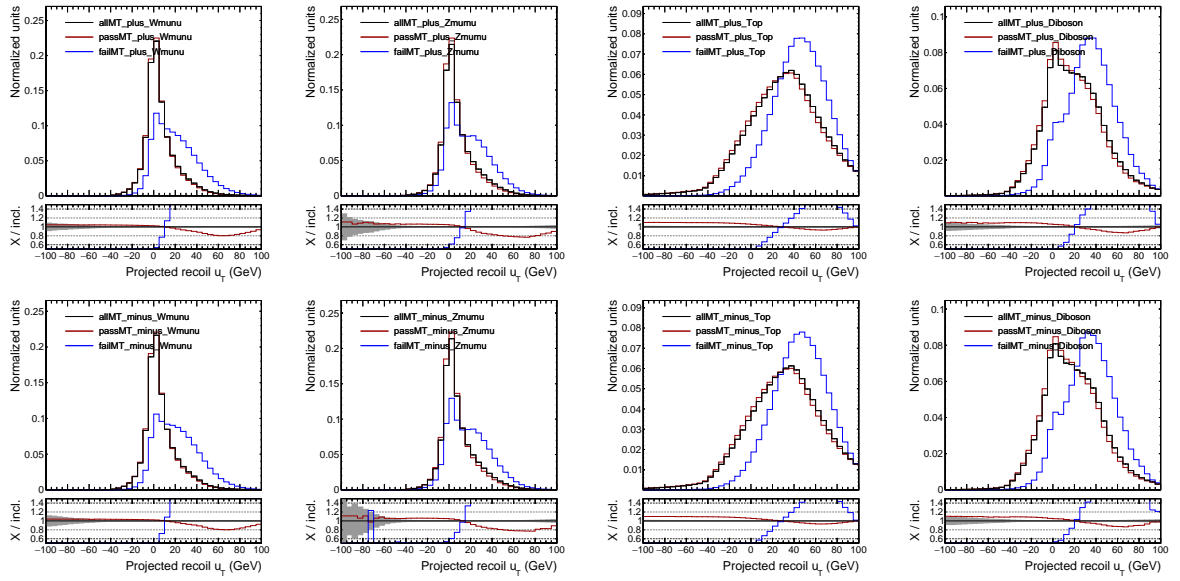 Normalized units
allMT_plus_Wmunu
passMT_plus_Wmunu
failMT_plus_Wmunu
0.25
0.2
0.15
0.1
0.05
0
X / incl.
1.4
1.2
1
0.8
0.6
−100 −80 −60 −40 −20 0 20 40 60 80 100
Projected recoil u_T (GeV)
Normalized units
allMT_plus_Zmumu
passMT_plus_Zmumu
failMT_plus_Zmumu
0.25
0.2
0.15
0.1
0.05
0
X / incl.
1.4
1.2
1
0.8
0.6
−100 −80 −60 −40 −20 0 20 40 60 80 100
Projected recoil u_T (GeV)
Normalized units
allMT_plus_Top
passMT_plus_Top
failMT_plus_Top
0.09
0.08
0.07
0.06
0.05
0.04
0.03
0.02
0.01
X / incl.
1.4
1.2
1
0.8
0.6
−100 −80 −60 −40 −20 0 20 40 60 80 100
Projected recoil u_T (GeV)
Normalized units
allMT_plus_Diboson
passMT_plus_Diboson
failMT_plus_Diboson
0.1
0.08
0.06
0.04
0.02
X / incl.
1.4
1.2
1
0.8
0.6
−100 −80 −60 −40 −20 0 20 40 60 80 100
Projected recoil u_T (GeV)
Normalized units
allMT_minus_Wmunu
passMT_minus_Wmunu
failMT_minus_Wmunu
0.25
0.2
0.15
0.1
0.05
0
X / incl.
1.4
1.2
1
0.8
0.6
−100 −80 −60 −40 −20 0 20 40 60 80 100
Projected recoil u_T (GeV)
Normalized units
allMT_minus_Zmumu
passMT_minus_Zmumu
failMT_minus_Zmumu
0.25
0.2
0.15
0.1
0.05
0
X / incl.
1.4
1.2
1
0.8
0.6
−100 −80 −60 −40 −20 0 20 40 60 80 100
Projected recoil u_T (GeV)
Normalized units
allMT_minus_Top
passMT_minus_Top
failMT_minus_Top
0.09
0.08
0.07
0.06
0.05
0.04
0.03
0.02
0.01
X / incl.
1.4
1.2
1
0.8
0.6
−100 −80 −60 −40 −20 0 20 40 60 80 100
Projected recoil u_T (GeV)
Normalized units
allMT_minus_Diboson
passMT_minus_Diboson
failMT_minus_Diboson
0.1
0.08
0.06
0.04
0.02
0
X / incl.
1.4
1.2
1
0.8
0.6
−100 −80 −60 −40 −20 0 20 40 60 80 100
Projected recoil u_T (GeV)